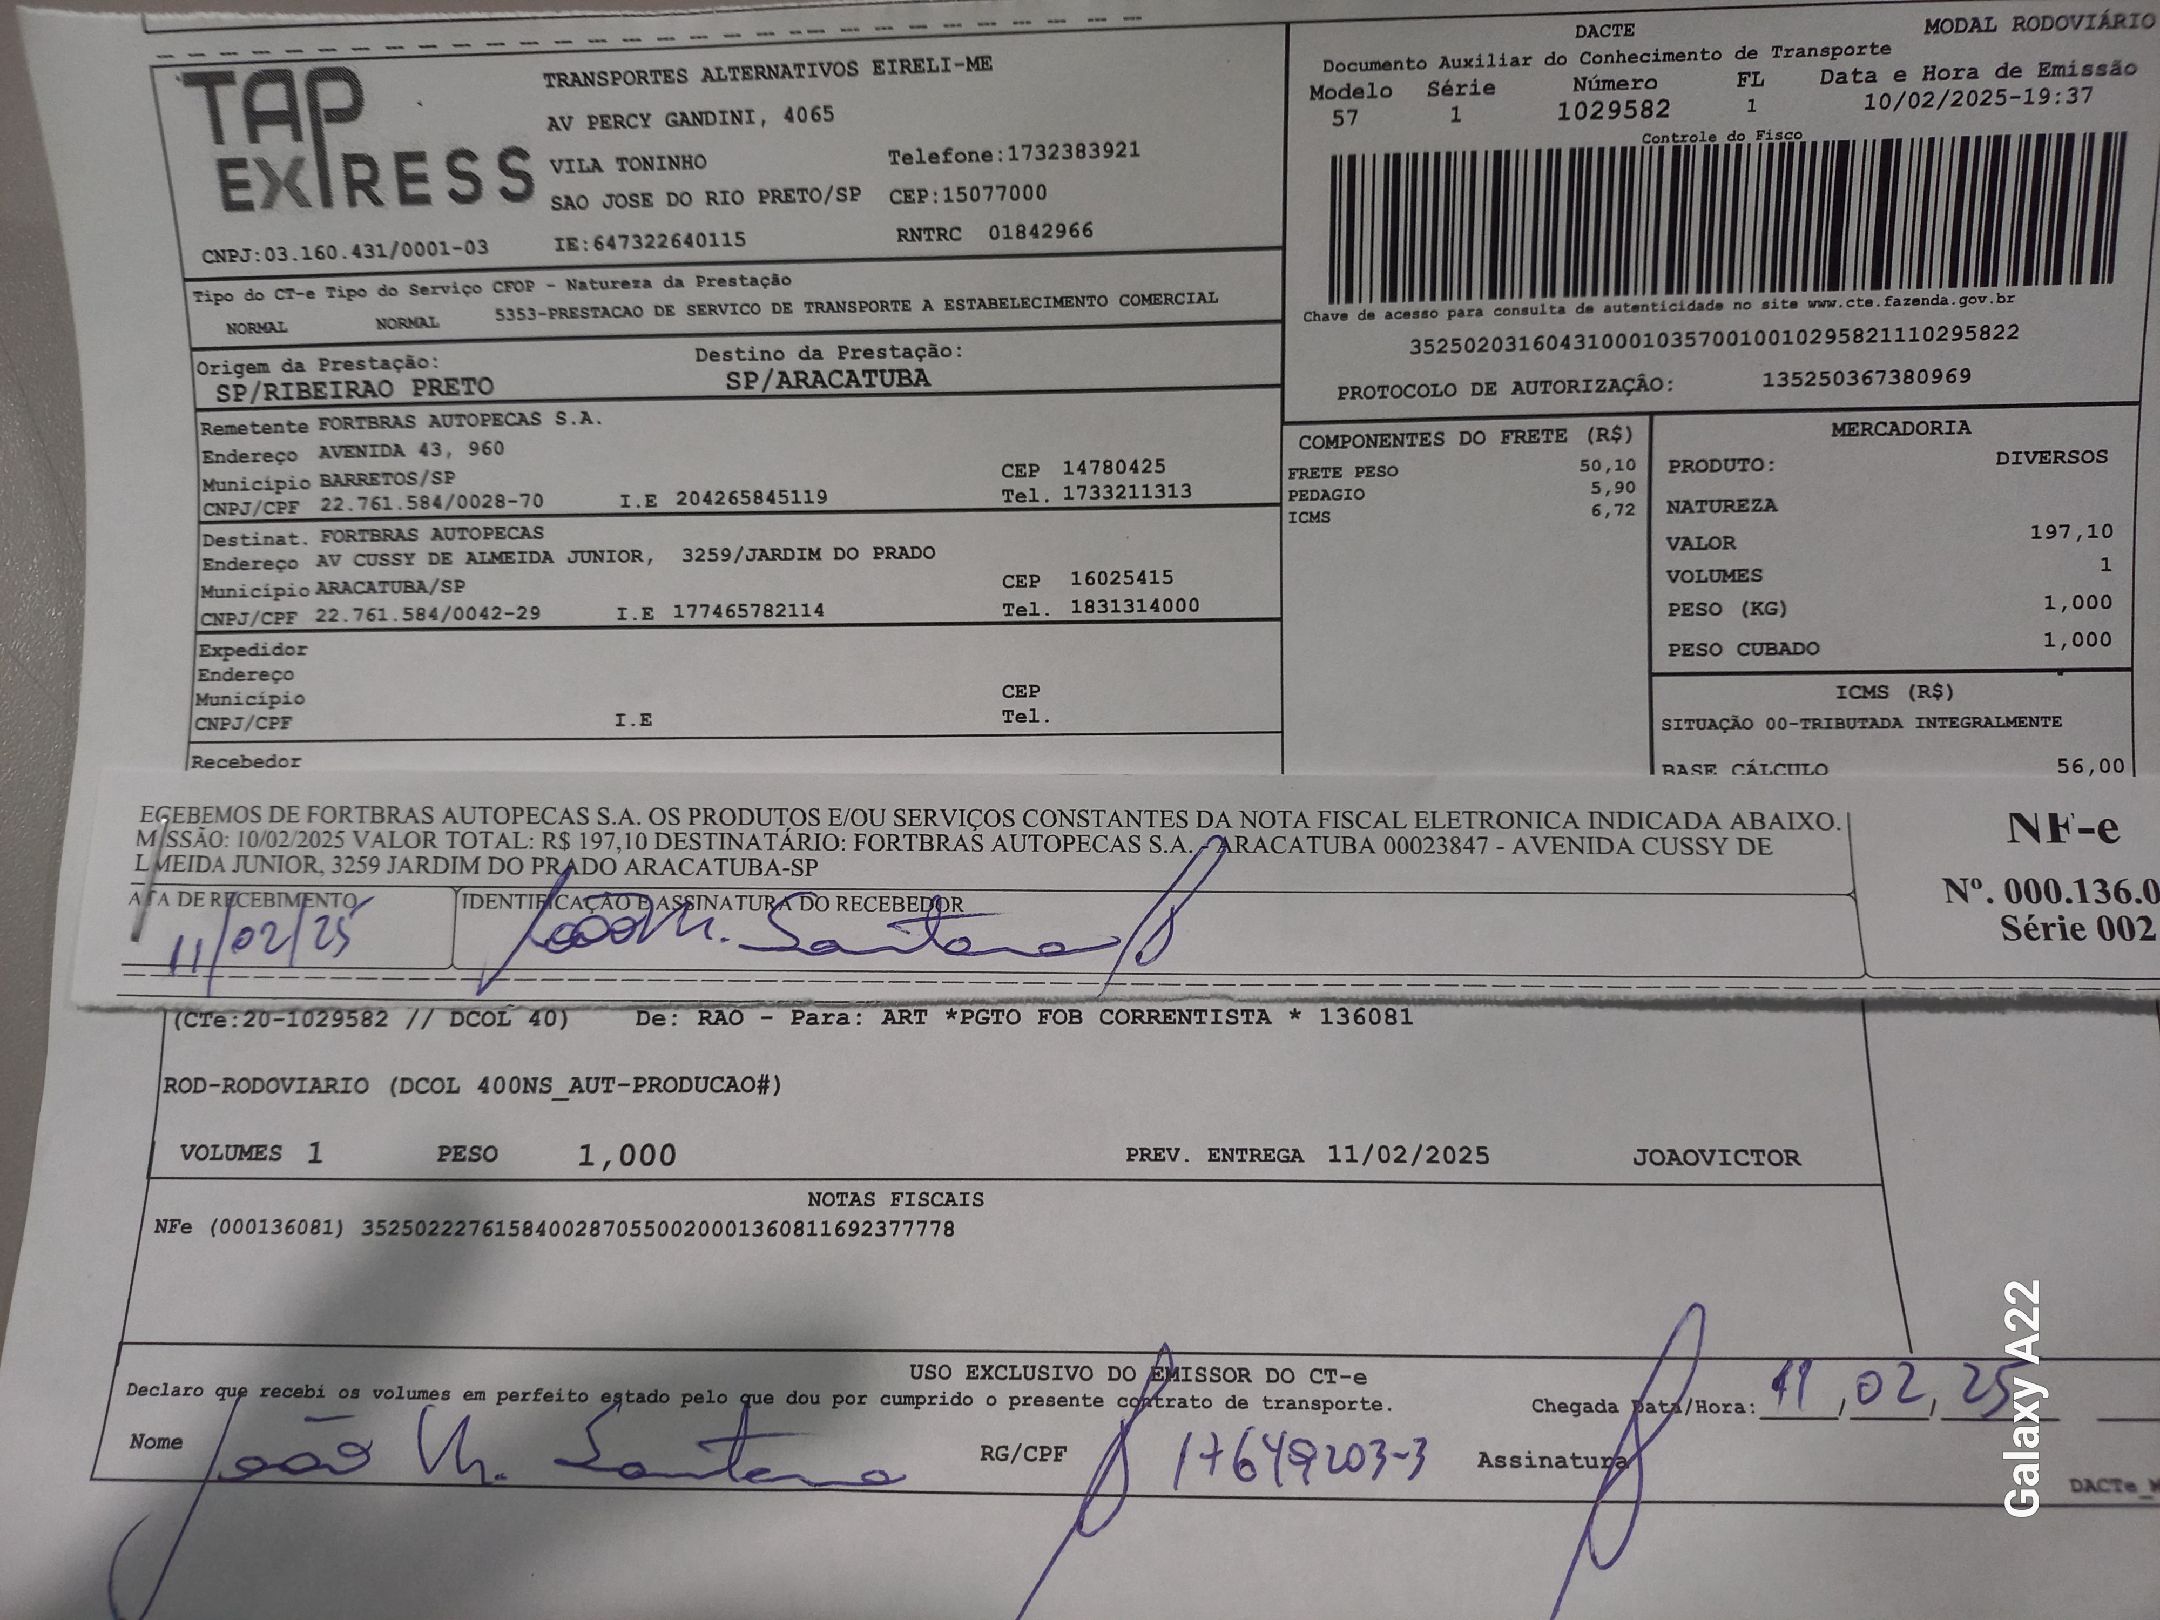 DACTE
MODAL RODOVIÁRIO
Documento Auxiliar do Conhecimento de Transporte
Modelo Série Número FL Data e Hora de Emissão
57 1 1029582 1 10/02/2025-19:37
Controle do Fisco
TAP EXPRESS
TRANSPORTES ALTERNATIVOS EIRELI-ME
AV PERCY GANDINI, 4065
VILA TONINHO Telefone:1732383921
SAO JOSE DO RIO PRETO/SP CEP:15077000
CNPJ:03.160.431/0001-03 IE:647322640115 RNTRC 01842966
Tipo do CT-e Tipo do Serviço CFOP - Natureza da Prestação
NORMAL NORMAL 5353-PRESTACAO DE SERVICO DE TRANSPORTE A ESTABELECIMENTO COMERCIAL
Chave de acesso para consulta de autenticidade no site www.cte.fazenda.gov.br
35250203160431000103570010010295821110295822
PROTOCOLO DE AUTORIZAÇÃO: 135250367380969
Origem da Prestação: Destino da Prestação:
SP/RIBEIRAO PRETO SP/ARACATUBA
Remetente FORTBRAS AUTOPECAS S.A.
Endereço AVENIDA 43, 960
Município BARRETOS/SP CEP 14780425
CNPJ/CPF 22.761.584/0028-70 I.E 204265845119 Tel. 1733211313
Destinat. FORTBRAS AUTOPECAS
Endereço AV CUSSY DE ALMEIDA JUNIOR, 3259/JARDIM DO PRADO
Município ARACATUBA/SP CEP 16025415
CNPJ/CPF 22.761.584/0042-29 I.E 177465782114 Tel. 1831314000
Expedidor
Endereço
Município CEP
CNPJ/CPF I.E Tel.
Recebedor
COMPONENTES DO FRETE (R$)
FRETE PESO 50,10
PEDAGIO 5,90
ICMS 6,72
MERCADORIA
PRODUTO: DIVERSOS
NATUREZA
VALOR 197,10
VOLUMES 1
PESO (KG) 1,000
PESO CUBADO 1,000
ICMS (R$)
SITUAÇÃO 00-TRIBUTADA INTEGRALMENTE
BASE CÁLCULO 56,00
ECEBEMOS DE FORTBRAS AUTOPECAS S.A. OS PRODUTOS E/OU SERVIÇOS CONSTANTES DA NOTA FISCAL ELETRONICA INDICADA ABAIXO.
MISSÃO: 10/02/2025 VALOR TOTAL: R$ 197,10 DESTINATÁRIO: FORTBRAS AUTOPECAS S.A. - ARACATUBA 00023847 - AVENIDA CUSSY DE
LMEIDA JUNIOR, 3259 JARDIM DO PRADO ARACATUBA-SP
ATA DE RECEBIMENTO IDENTIFICAÇÃO E ASSINATURA DO RECEBEDOR
11/02/25 João M. Santana
NF-e
Nº. 000.136.0
Série 002
(CTe:20-1029582 // DCOL 40) De: RAO - Para: ART *PGTO FOB CORRENTISTA * 136081
ROD-RODOVIARIO (DCOL 400NS_AUT-PRODUCAO#)
VOLUMES 1 PESO 1,000 PREV. ENTREGA 11/02/2025 JOAOVICTOR
NOTAS FISCAIS
NFe (000136081) 35250222761584002870550020001360811692377778
USO EXCLUSIVO DO EMISSOR DO CT-e
Declaro que recebi os volumes em perfeito estado pelo que dou por cumprido o presente contrato de transporte.
Chegada Data/Hora: 11,02,25
Nome João M. Santana RG/CPF 17649203-3 Assinatura
DACTe_
Galaxy A22